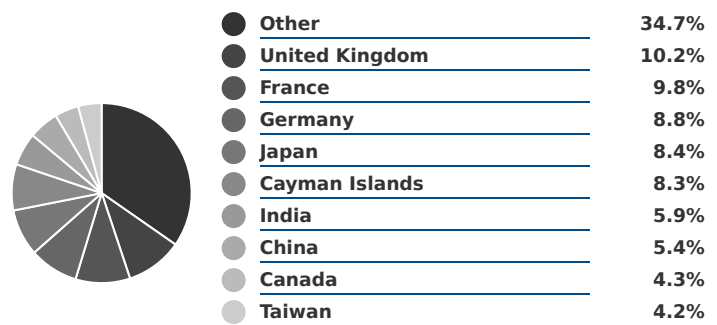 Other 34.7%
United Kingdom 10.2%
France 9.8%
Germany 8.8%
Japan 8.4%
Cayman Islands 8.3%
India 5.9%
China 5.4%
Canada 4.3%
Taiwan 4.2%